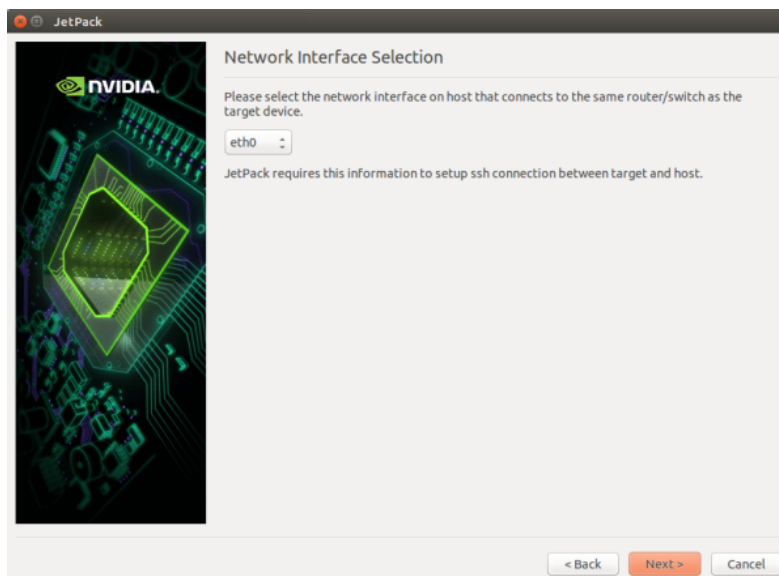 JetPack
NVIDIA.
Network Interface Selection
Please select the network interface on host that connects to the same router/switch as the
target device.
eth0
JetPack requires this information to setup ssh connection between target and host.
< Back
Next >
Cancel